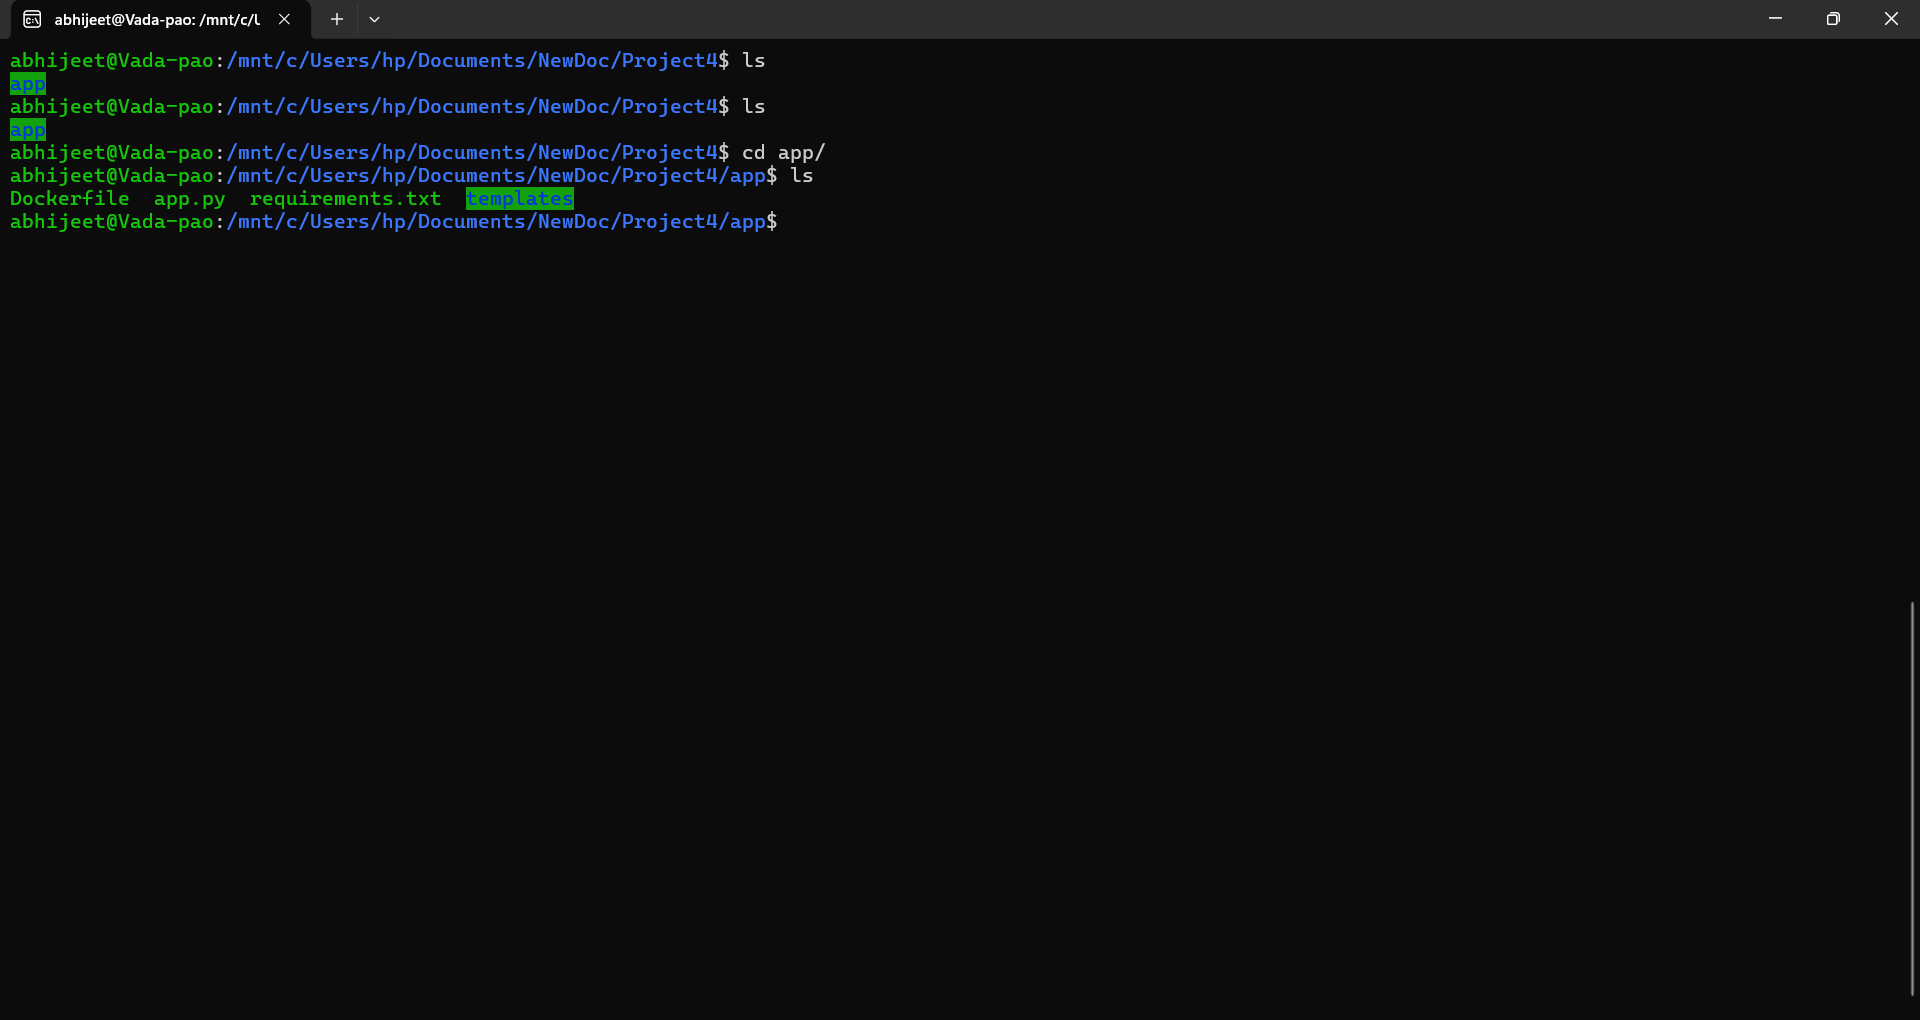 abhijeet@Vada-pao: /mnt/c/U
abhijeet@Vada-pao:/mnt/c/Users/hp/Documents/NewDoc/Project4$ ls
app
abhijeet@Vada-pao:/mnt/c/Users/hp/Documents/NewDoc/Project4$ ls
app
abhijeet@Vada-pao:/mnt/c/Users/hp/Documents/NewDoc/Project4$ cd app/
abhijeet@Vada-pao:/mnt/c/Users/hp/Documents/NewDoc/Project4/app$ ls
Dockerfile  app.py  requirements.txt  templates
abhijeet@Vada-pao:/mnt/c/Users/hp/Documents/NewDoc/Project4/app$